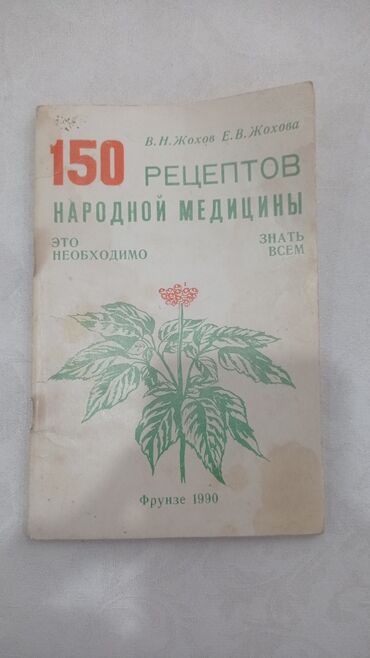 В. Н. Жохов Е. В. Жохова
150 РЕЦЕПТОВ
НАРОДНОЙ МЕДИЦИНЫ
ЭТО ЗНАТЬ
НЕОБХОДИМО ВСЕМ
Фрунзе 1990